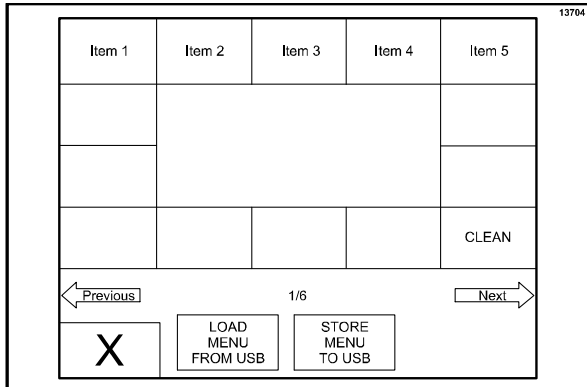 13704
Item 1 Item 2 Item 3 Item 4 Item 5
CLEAN
Previous 1/6 Next
X
LOAD
MENU
FROM USB
STORE
MENU
TO USB